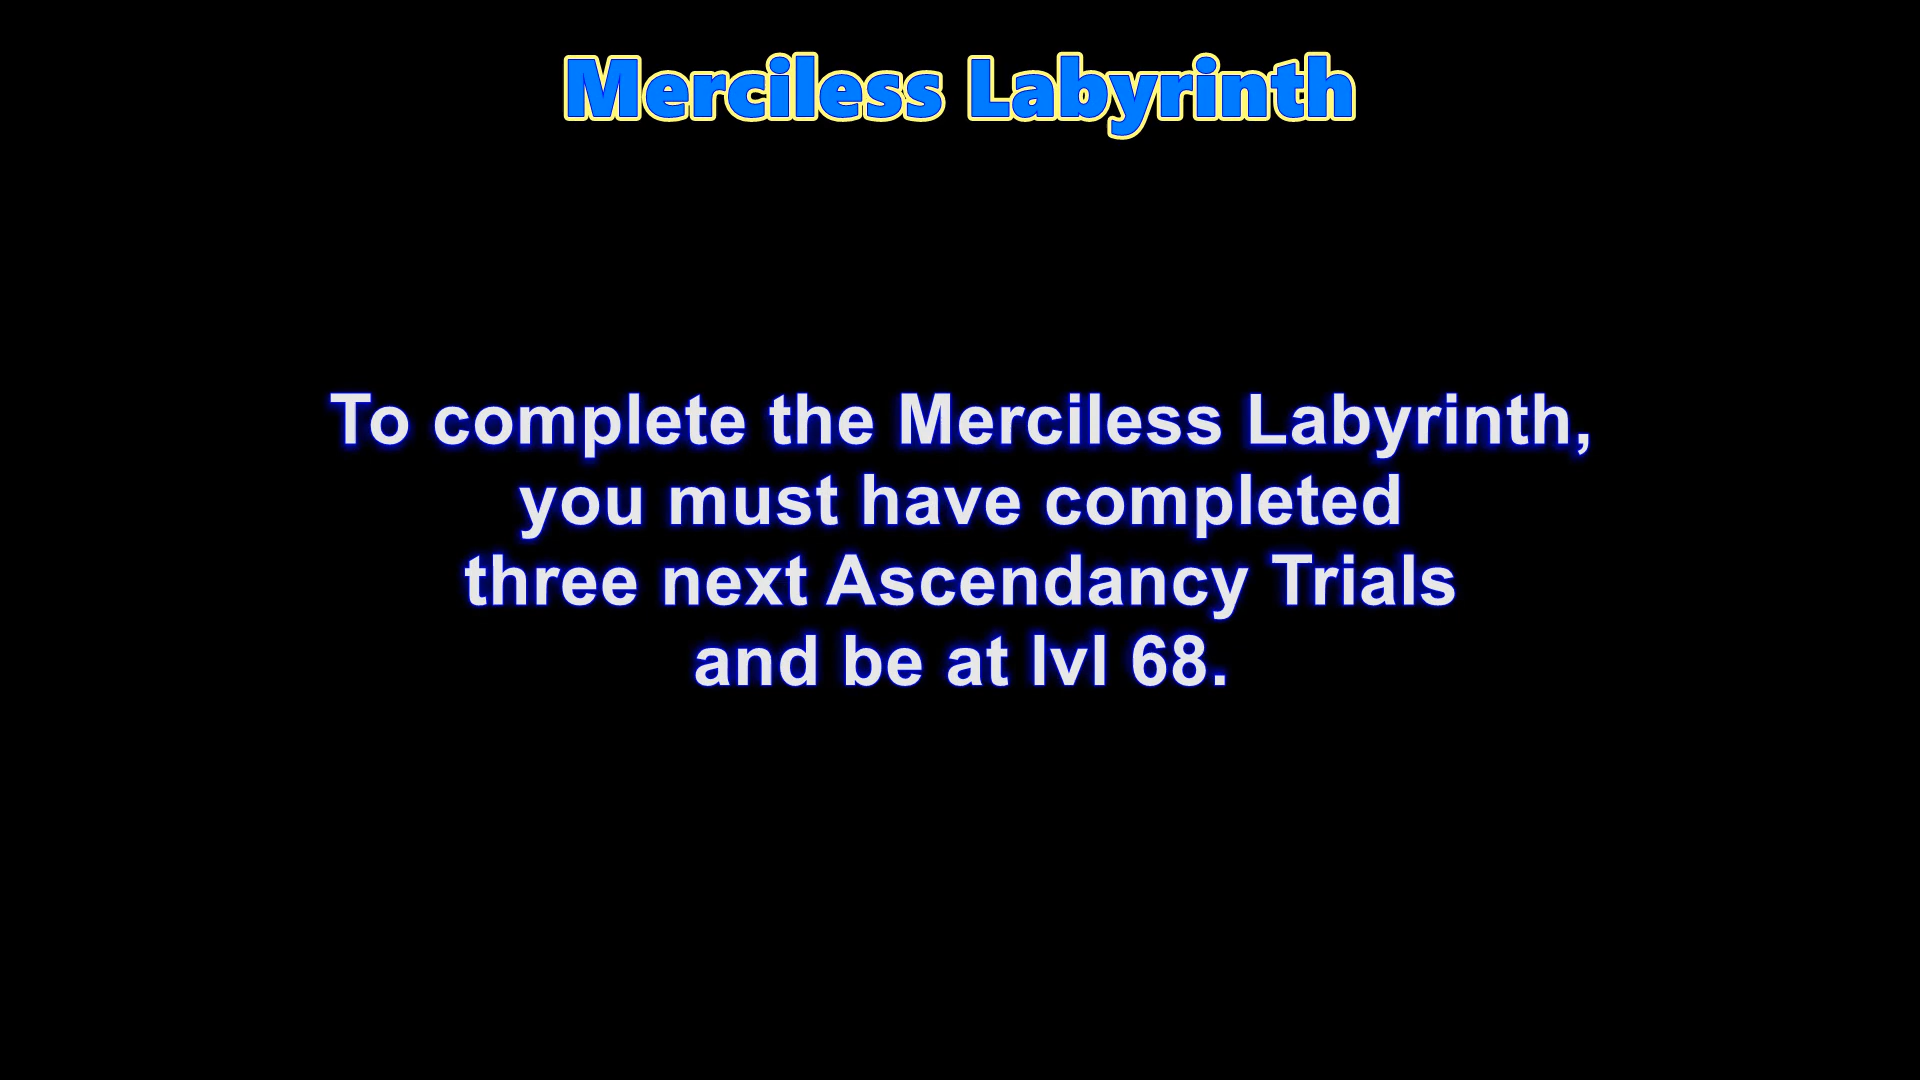 Merciless Labyrinth
To complete the Merciless Labyrinth,
you must have completed
three next Ascendancy Trials
and be at lvl 68.